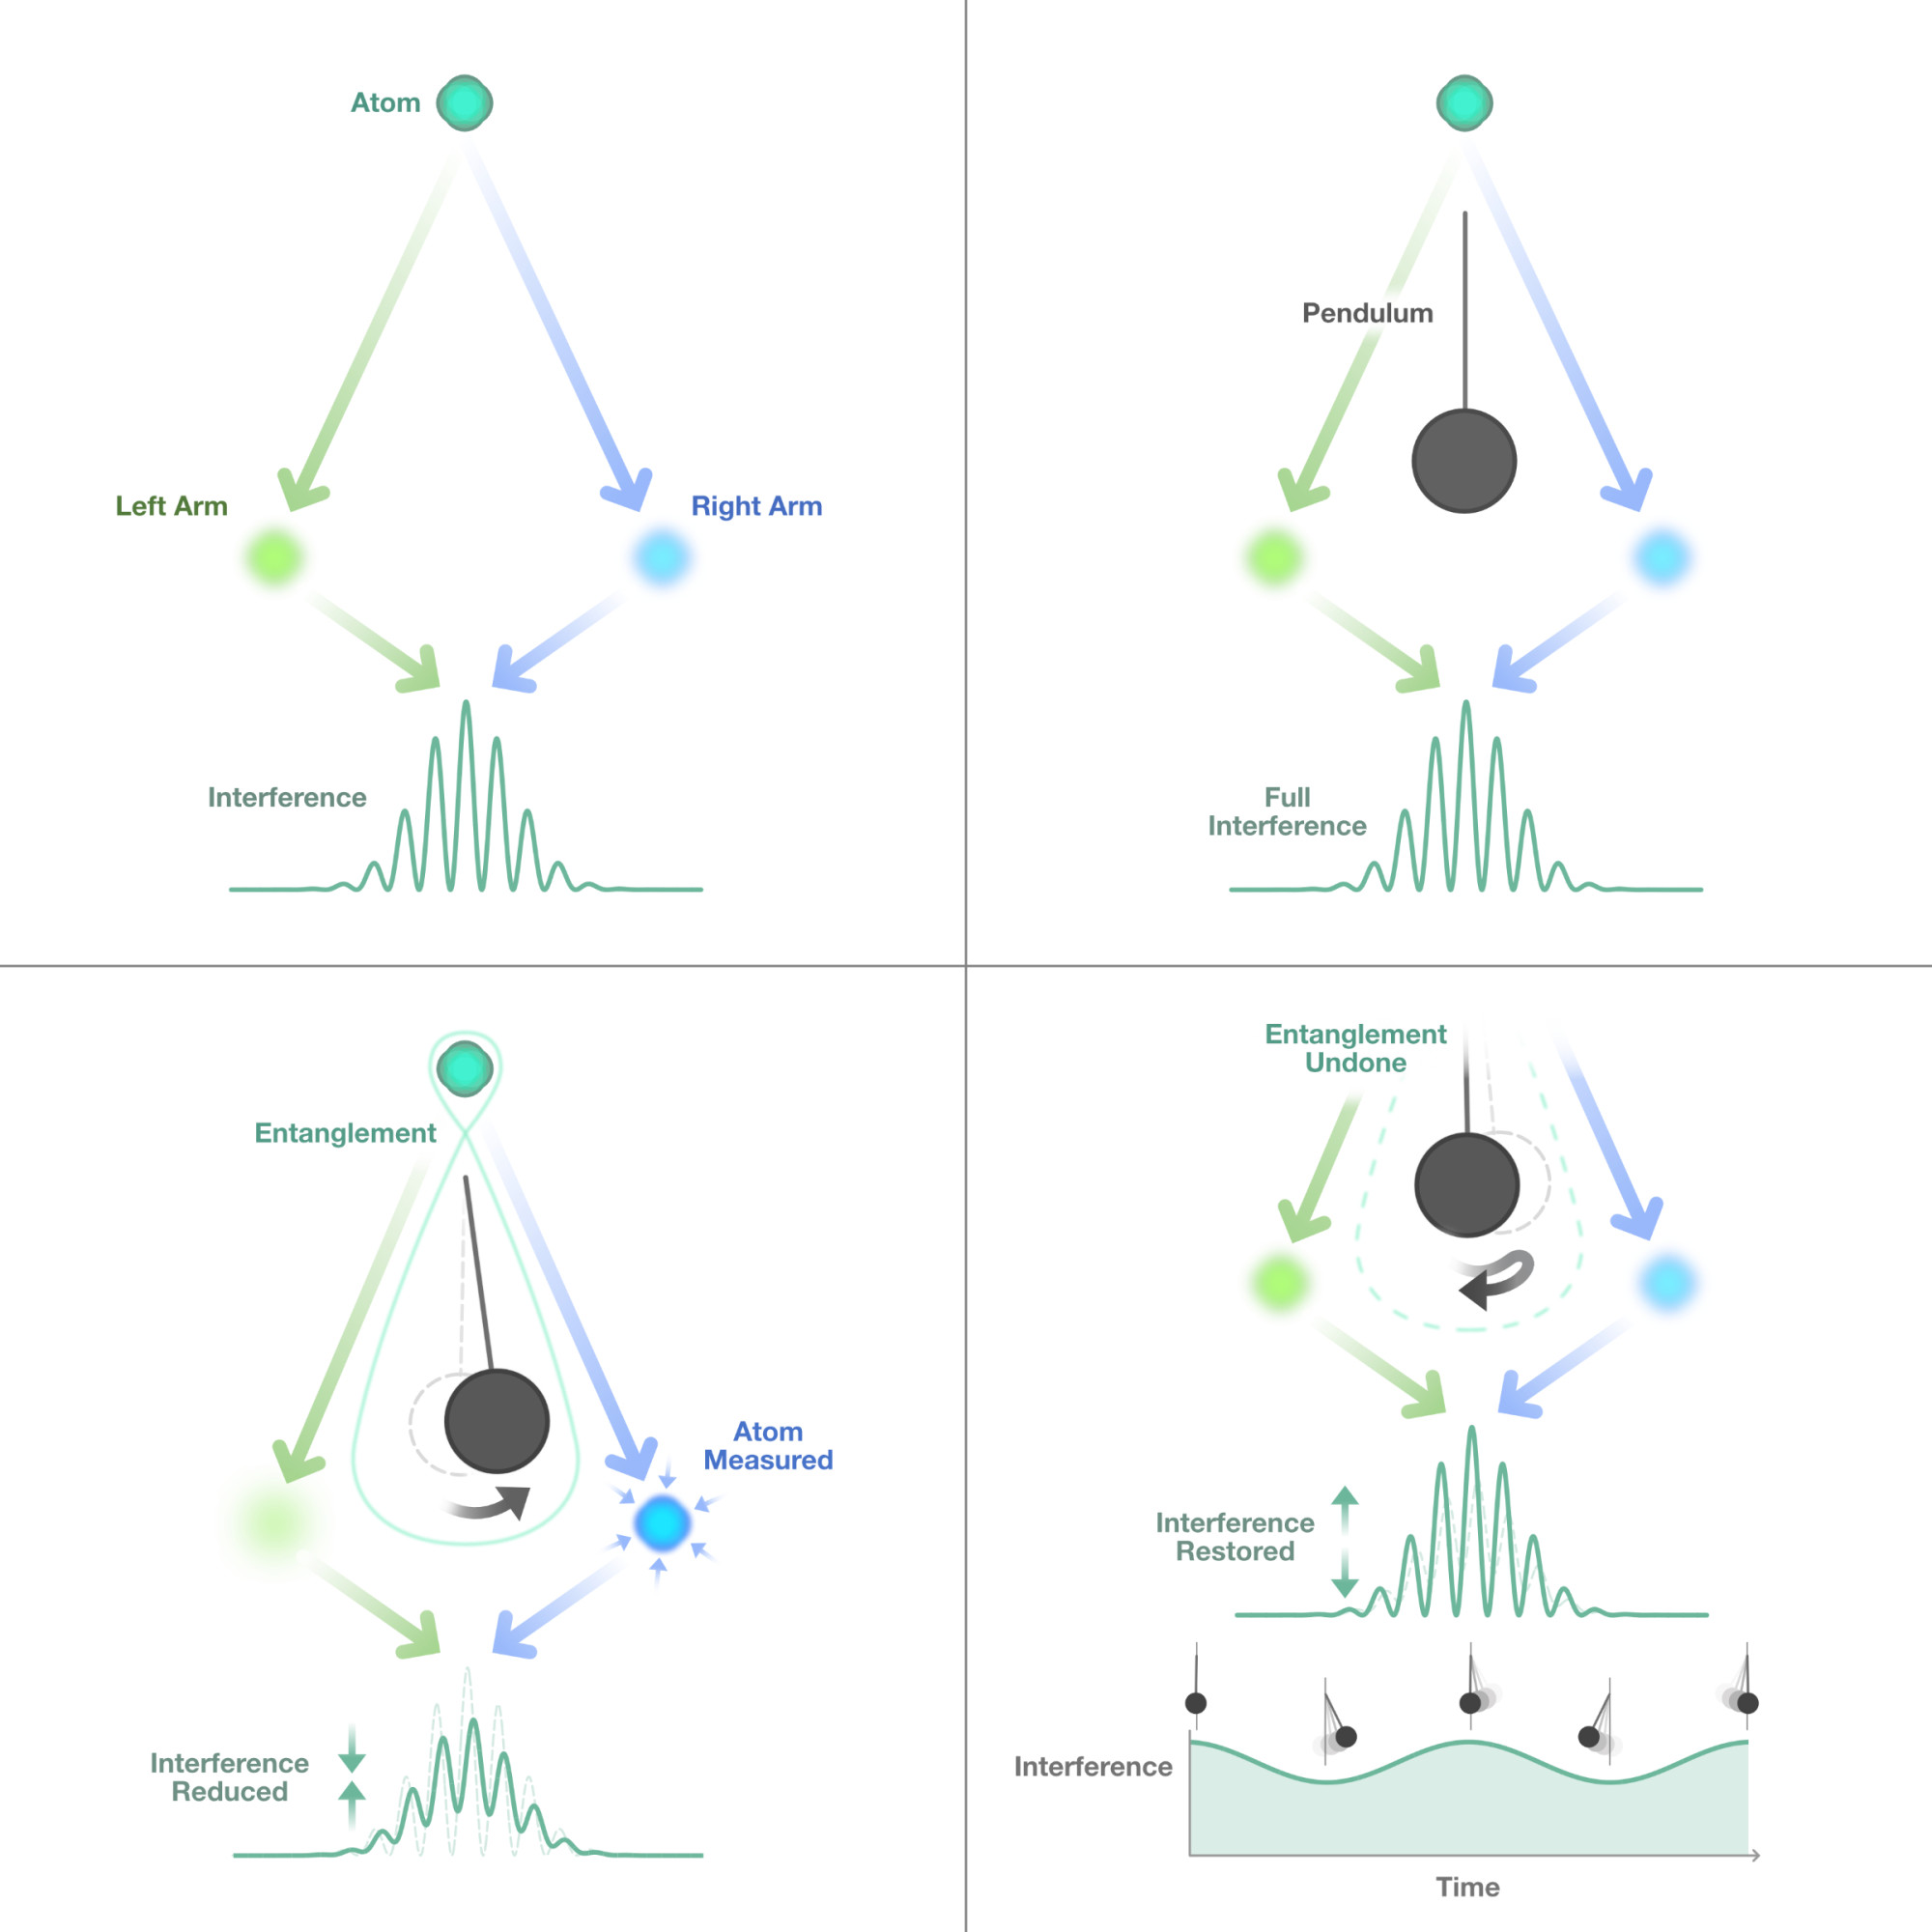 Atom
Left Arm
Right Arm
Interference
Pendulum
Full
Interference
Entanglement
Atom
Measured
Interference
Reduced
Entanglement
Undone
Interference
Restored
Interference
Time